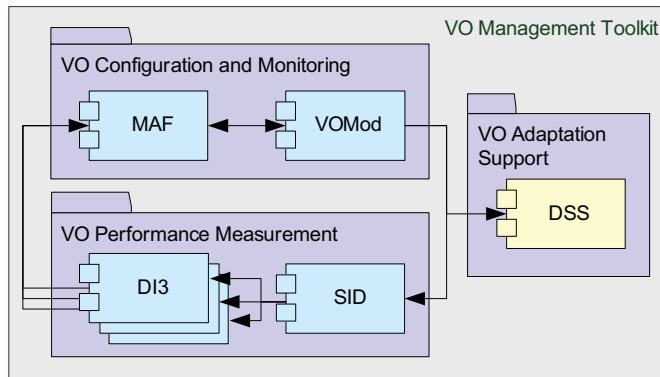 VO Management Toolkit
VO Configuration and Monitoring
MAF
VOMod
VO Adaptation
Support
DSS
VO Performance Measurement
DI3
SID